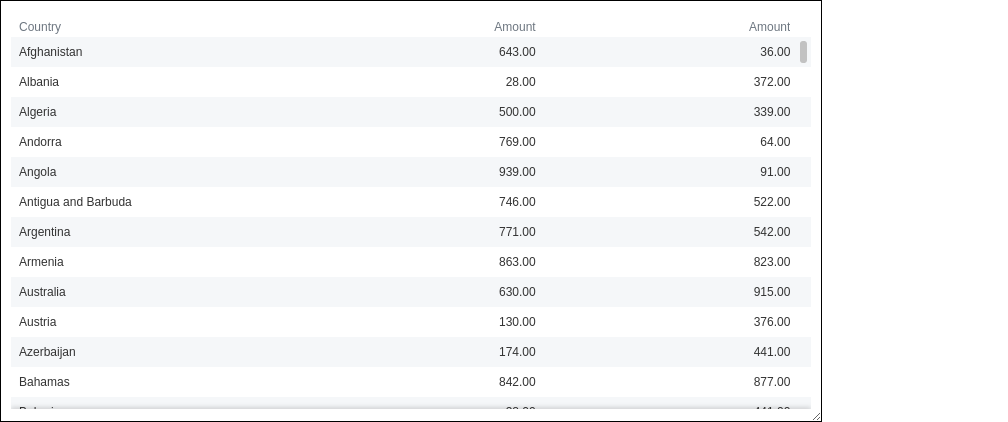 Country Amount Amount
Afghanistan 643.00 36.00
Albania 28.00 372.00
Algeria 500.00 339.00
Andorra 769.00 64.00
Angola 939.00 91.00
Antigua and Barbuda 746.00 522.00
Argentina 771.00 542.00
Armenia 863.00 823.00
Australia 630.00 915.00
Austria 130.00 376.00
Azerbaijan 174.00 441.00
Bahamas 842.00 877.00